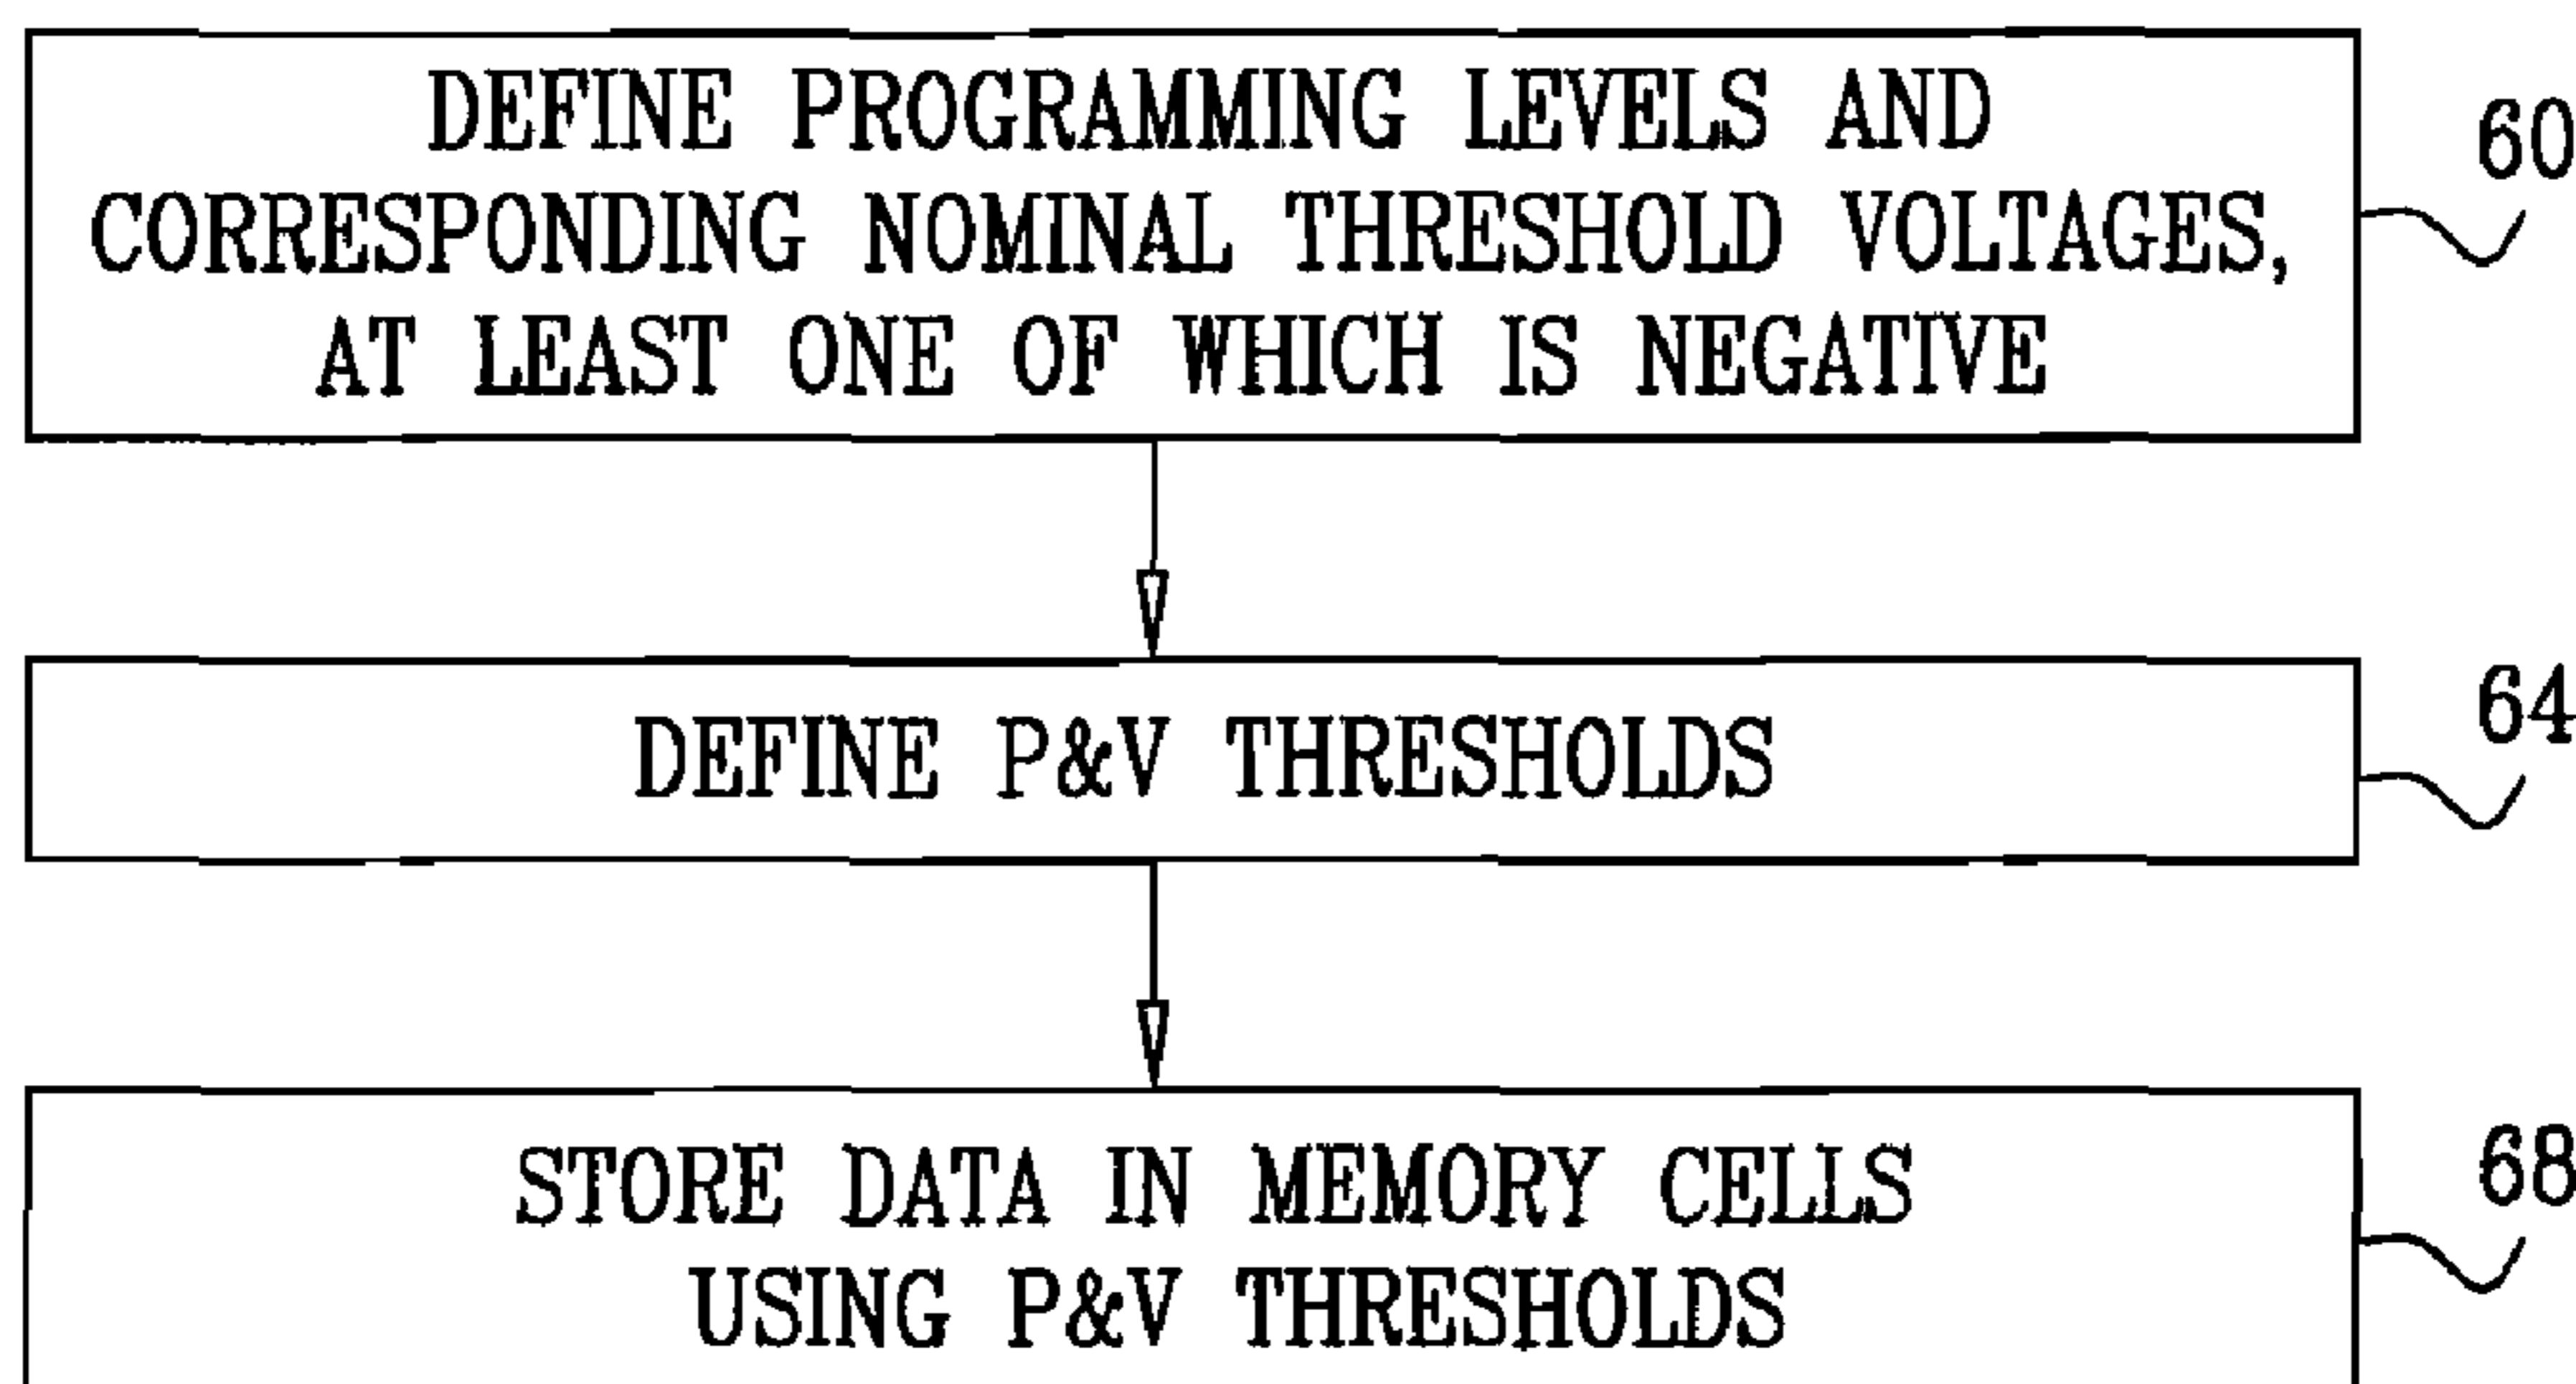 DEFINE PROGRAMMING LEVELS AND
CORRESPONDING NOMINAL THRESHOLD VOLTAGES,
AT LEAST ONE OF WHICH IS NEGATIVE
60
DEFINE P&V THRESHOLDS
64
STORE DATA IN MEMORY CELLS
USING P&V THRESHOLDS
68